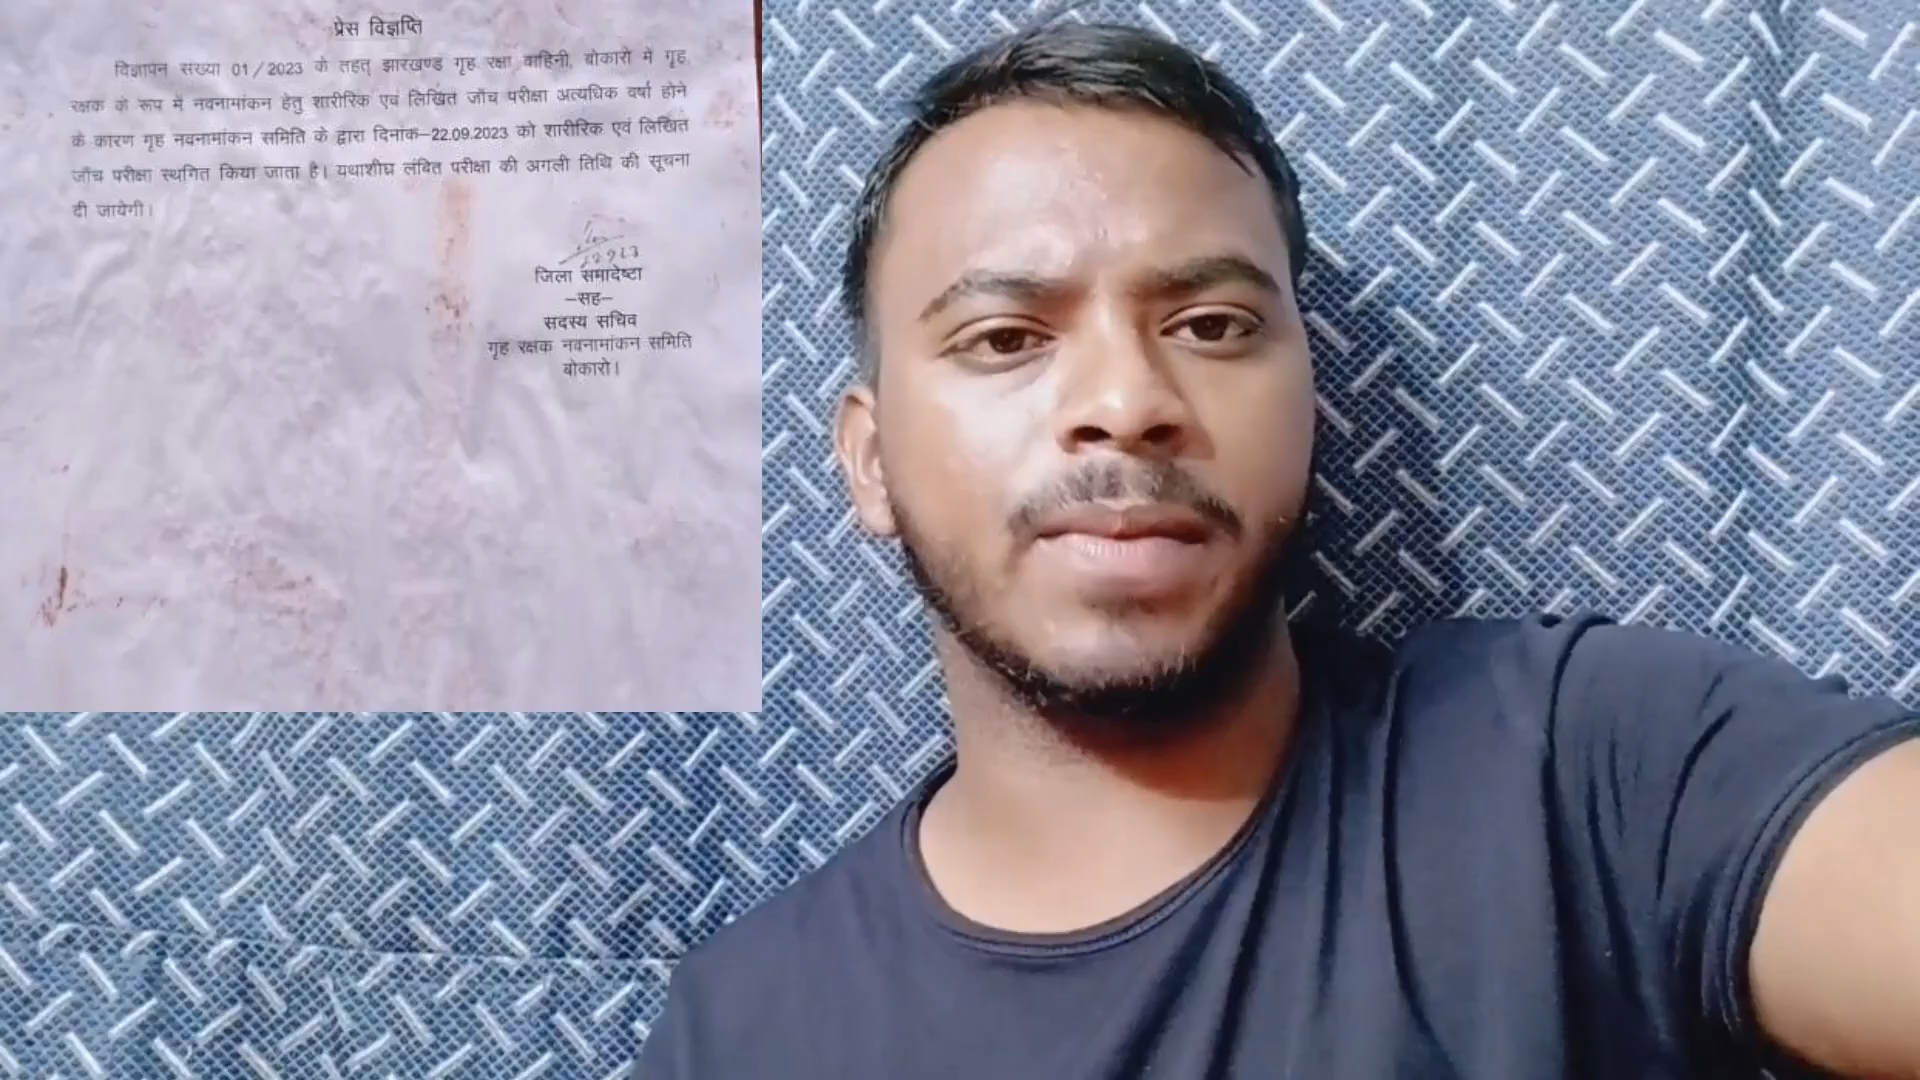 प्रेस विज्ञप्ति
विज्ञापन संख्या 01/2023 के तहत् झारखण्ड गृह रक्षा वाहिनी, बोकारो में गृह
रक्षक के रूप में नवनामांकन हेतु शारीरिक एवं लिखित जाँच परीक्षा अत्यधिक वर्षा होने
के कारण गृह नवनामांकन समिति के द्वारा दिनांक–22.09.2023 को शारीरिक एवं लिखित
जाँच परीक्षा स्थगित किया जाता है। यथाशीघ्र लंबित परीक्षा की अगली तिथि की सूचना
दी जायेगी।
जिला समादेष्टा
–सह–
सदस्य सचिव
गृह रक्षक नवनामांकन समिति
बोकारो।